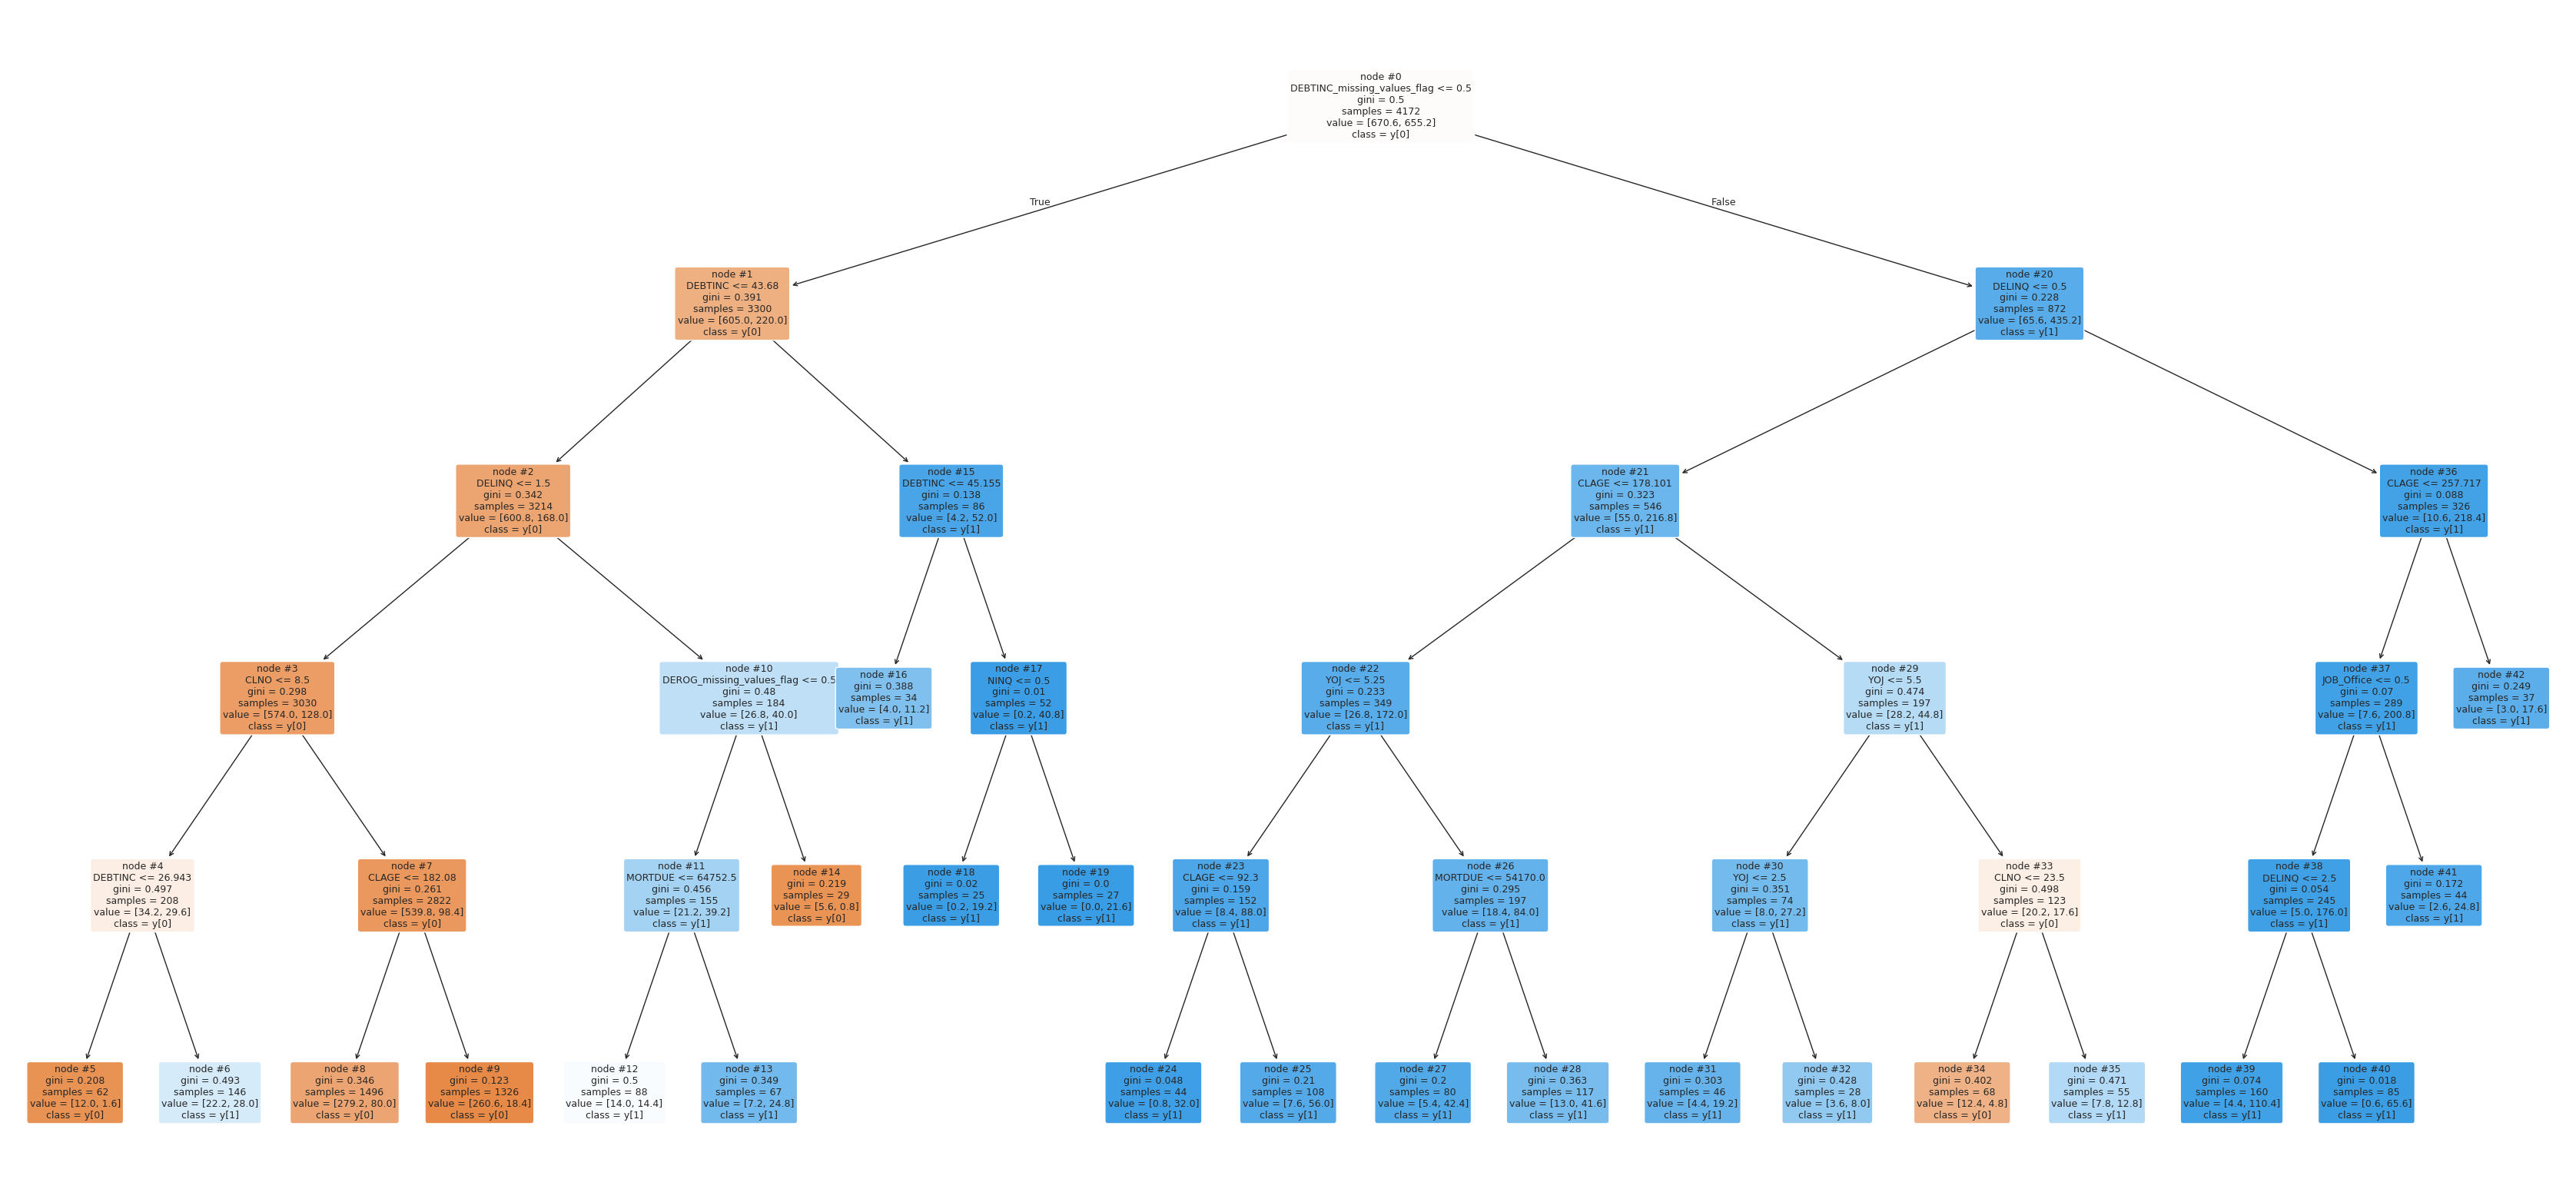 node #0
DEBTINC_missing_values_flag <= 0.5
gini = 0.5
samples = 4172
value = [670.6, 655.2]
class = y[0]
True
False
node #1
DEBTINC <= 43.68
gini = 0.391
samples = 3300
value = [605.0, 220.0]
class = y[0]
node #20
DELINQ <= 0.5
gini = 0.228
samples = 872
value = [65.6, 435.2]
class = y[1]
node #2
DELINQ <= 1.5
gini = 0.342
samples = 3214
value = [600.8, 168.0]
class = y[0]
node #15
DEBTINC <= 45.155
gini = 0.138
samples = 86
value = [4.2, 52.0]
class = y[1]
node #21
CLAGE <= 178.101
gini = 0.323
samples = 546
value = [55.0, 216.8]
class = y[1]
node #36
CLAGE <= 257.717
gini = 0.088
samples = 326
value = [10.6, 218.4]
class = y[1]
node #3
CLNO <= 8.5
gini = 0.298
samples = 3030
value = [574.0, 128.0]
class = y[0]
node #10
DEROG_missing_values_flag <= 0.5
gini = 0.48
samples = 184
value = [26.8, 40.0]
class = y[1]
node #16
gini = 0.388
samples = 34
value = [4.0, 11.2]
class = y[1]
node #17
NINQ <= 0.5
gini = 0.01
samples = 52
value = [0.2, 40.8]
class = y[1]
node #22
YOJ <= 5.25
gini = 0.233
samples = 349
value = [26.8, 172.0]
class = y[1]
node #29
YOJ <= 5.5
gini = 0.474
samples = 197
value = [28.2, 44.8]
class = y[1]
node #37
JOB_Office <= 0.5
gini = 0.07
samples = 289
value = [7.6, 200.8]
class = y[1]
node #42
gini = 0.249
samples = 37
value = [3.0, 17.6]
class = y[1]
node #4
DEBTINC <= 26.943
gini = 0.497
samples = 208
value = [34.2, 29.6]
class = y[0]
node #7
CLAGE <= 182.08
gini = 0.261
samples = 2822
value = [539.8, 98.4]
class = y[0]
node #11
MORTDUE <= 64752.5
gini = 0.456
samples = 155
value = [21.2, 39.2]
class = y[1]
node #14
gini = 0.219
samples = 29
value = [5.6, 0.8]
class = y[0]
node #18
gini = 0.02
samples = 25
value = [0.2, 19.2]
class = y[1]
node #19
gini = 0.0
samples = 27
value = [0.0, 21.6]
class = y[1]
node #23
CLAGE <= 92.3
gini = 0.159
samples = 152
value = [8.4, 88.0]
class = y[1]
node #26
MORTDUE <= 54170.0
gini = 0.295
samples = 197
value = [18.4, 84.0]
class = y[1]
node #30
YOJ <= 2.5
gini = 0.351
samples = 74
value = [8.0, 27.2]
class = y[1]
node #33
CLNO <= 23.5
gini = 0.498
samples = 123
value = [20.2, 17.6]
class = y[0]
node #38
DELINQ <= 2.5
gini = 0.054
samples = 245
value = [5.0, 176.0]
class = y[1]
node #41
gini = 0.172
samples = 44
value = [2.6, 24.8]
class = y[1]
node #5
gini = 0.208
samples = 62
value = [12.0, 1.6]
class = y[0]
node #6
gini = 0.493
samples = 146
value = [22.2, 28.0]
class = y[1]
node #8
gini = 0.346
samples = 1496
value = [279.2, 80.0]
class = y[0]
node #9
gini = 0.123
samples = 1326
value = [260.6, 18.4]
class = y[0]
node #12
gini = 0.5
samples = 88
value = [14.0, 14.4]
class = y[1]
node #13
gini = 0.349
samples = 67
value = [7.2, 24.8]
class = y[1]
node #24
gini = 0.048
samples = 44
value = [0.8, 32.0]
class = y[1]
node #25
gini = 0.21
samples = 108
value = [7.6, 56.0]
class = y[1]
node #27
gini = 0.2
samples = 80
value = [5.4, 42.4]
class = y[1]
node #28
gini = 0.363
samples = 117
value = [13.0, 41.6]
class = y[1]
node #31
gini = 0.303
samples = 46
value = [4.4, 19.2]
class = y[1]
node #32
gini = 0.428
samples = 28
value = [3.6, 8.0]
class = y[1]
node #34
gini = 0.402
samples = 68
value = [12.4, 4.8]
class = y[0]
node #35
gini = 0.471
samples = 55
value = [7.8, 12.8]
class = y[1]
node #39
gini = 0.074
samples = 160
value = [4.4, 110.4]
class = y[1]
node #40
gini = 0.018
samples = 85
value = [0.6, 65.6]
class = y[1]